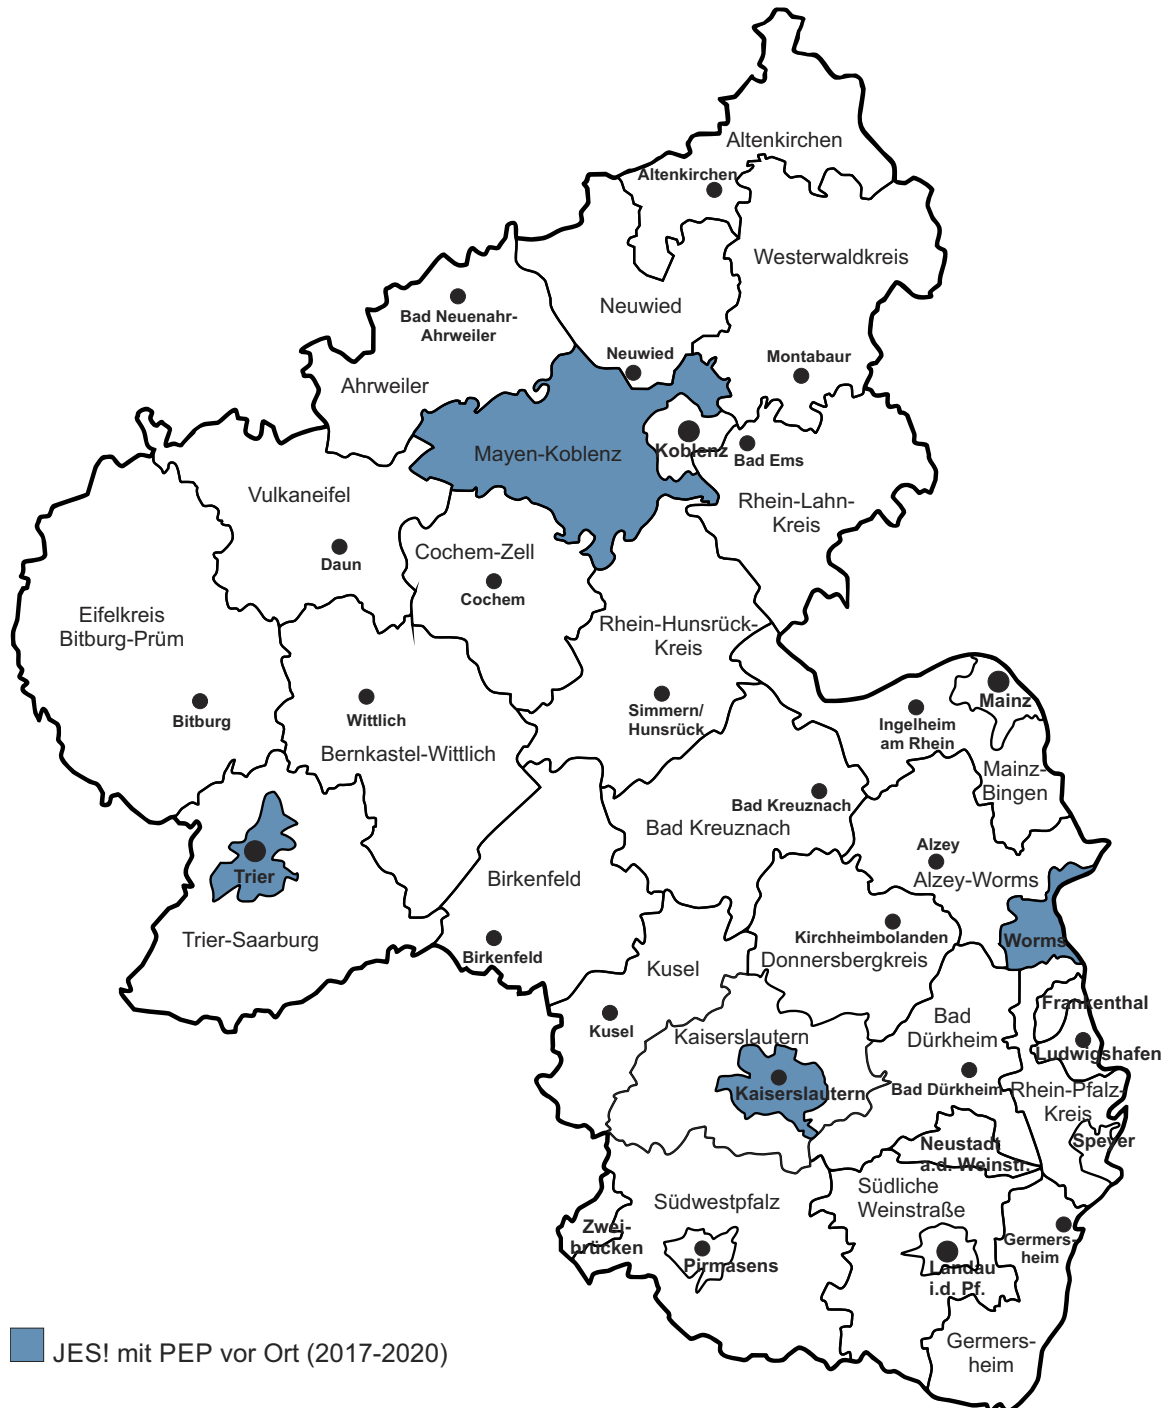 Altenkirchen
Altenkirchen
Westerwaldkreis
Neuwied
Bad Neuenahr-
Ahrweiler
Neuwied
Montabaur
Ahrweiler
Mayen-Koblenz
Koblenz
Bad Ems
Vulkaneifel
Rhein-Lahn-
Kreis
Cochem-Zell
Daun
Cochem
Eifelkreis
Bitburg-Prüm
Rhein-Hunsrück-
Kreis
Mainz
Bitburg
Wittlich
Simmern/
Hunsrück
Ingelheim
am Rhein
Bernkastel-Wittlich
Mainz-
Bingen
Bad Kreuznach
Bad Kreuznach
Alzey
Trier
Birkenfeld
Alzey-Worms
Trier-Saarburg
Birkenfeld
Kirchheimbolanden
Donnersbergkreis
Worms
Kusel
Kusel
Frankenthal
Kaiserslautern
Bad
Dürkheim
Ludwigshafen
Kaiserslautern
Bad Dürkheim
Rhein-Pfalz-
Kreis
Neustadt
a.d. Weinstr.
Speyer
Südwestpfalz
Südliche
Weinstraße
Zwei-
brücken
Pirmasens
Germers-
heim
Landau
i.d. Pf.
Germers-
heim
JES! mit PEP vor Ort (2017-2020)